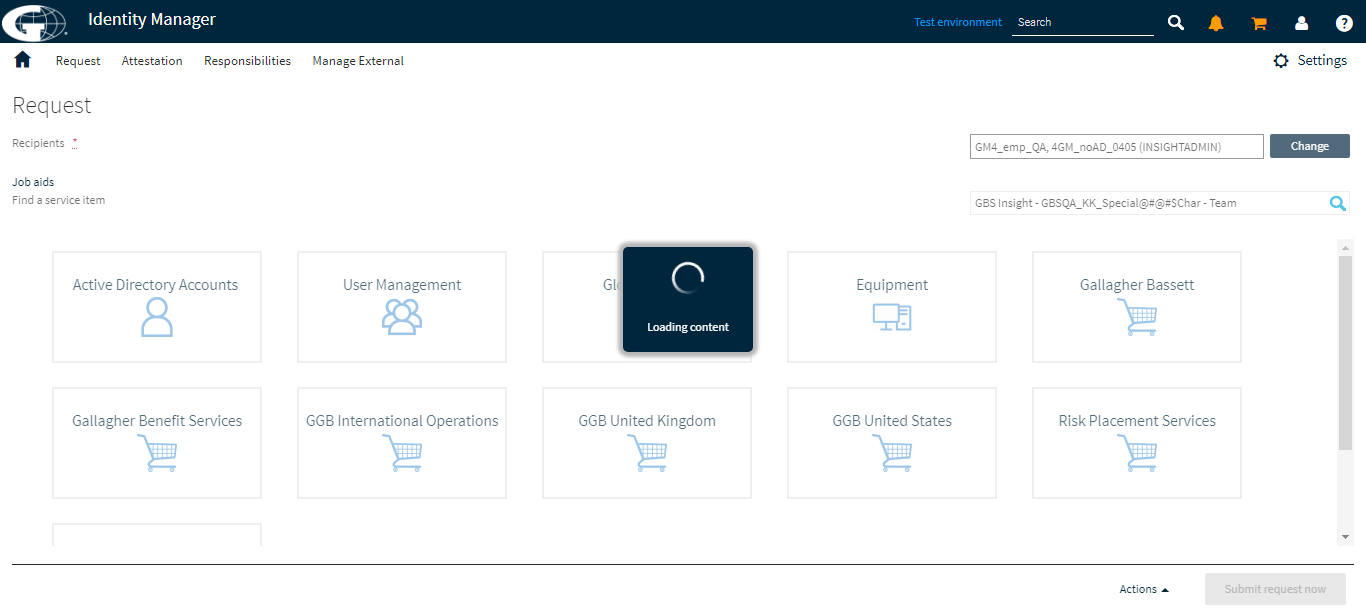 Identity Manager
Test environment
Search
Request
Attestation
Responsibilities
Manage External
Settings
Request
Recipients *
GM4_emp_QA, 4GM_noAD_0405 (INSIGHTADMIN)
Change
Job aids
Find a service item
GBS Insight - GBSQA_KK_Special@#@#$Char - Team
Active Directory Accounts
User Management
Loading content
Equipment
Gallagher Bassett
Gallagher Benefit Services
GGB International Operations
GGB United Kingdom
GGB United States
Risk Placement Services
Actions
Submit request now